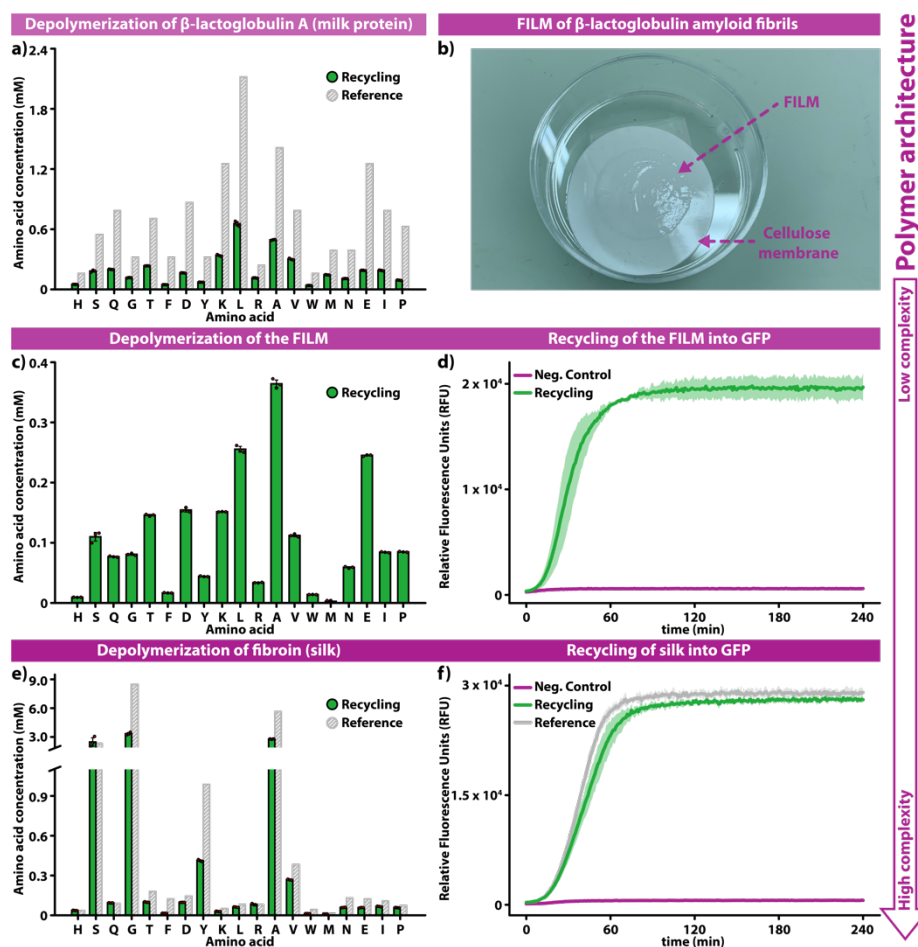 Depolymerization of β-lactoglobulin A (milk protein)
FILM of β-lactoglobulin amyloid fibrils
a)
2.4
1.8
1.2
0.6
0
Amino acid concentration (mM)
Recycling
Reference
H S Q G T F D Y K L R A V W M N E I P
Amino acid
b)
FILM
Cellulose
membrane
Polymer architecture
Low complexity
High complexity
Depolymerization of the FILM
Recycling of the FILM into GFP
c)
0.4
0.3
0.2
0.1
0
Amino acid concentration (mM)
Recycling
H S Q G T F D Y K L R A V W M N E I P
Amino acid
d)
Neg. Control
Recycling
2 x 10⁴
1 x 10⁴
0
Relative Fluorescence Units (RFU)
0 60 120 180 240
time (min)
Depolymerization of fibroin (silk)
Recycling of silk into GFP
e)
9.0
6.0
3.0
0.9
0.6
0.3
0
Amino acid concentration (mM)
Recycling
Reference
H S Q G T F D Y K L R A V W M N E I P
Amino acid
f)
Neg. Control
Recycling
Reference
3 x 10⁴
1.5 x 10⁴
0
Relative Fluorescence Units (RFU)
0 60 120 180 240
time (min)